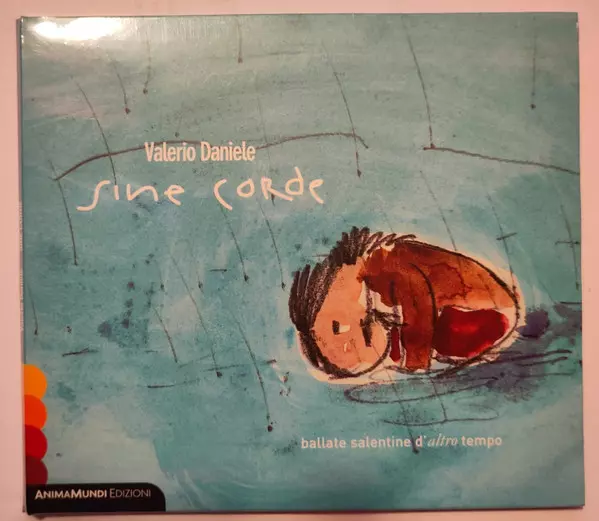 Valerio Daniele
sine corde
ballate salentine d'altro tempo
ANIMAMUNDI EDIZIONI